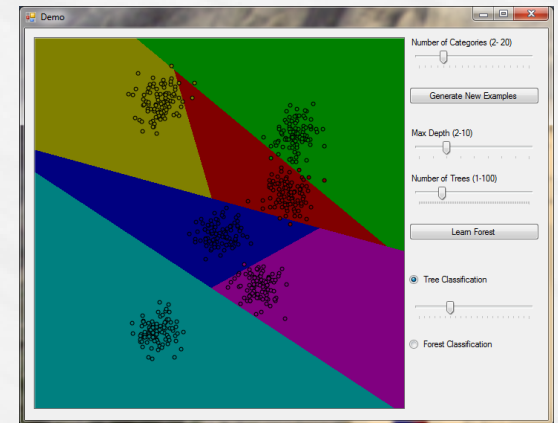 Demo
Number of Categories (2- 20)
Generate New Examples
Max Depth (2-10)
Number of Trees (1-100)
Learn Forest
Tree Classification
Forest Classification